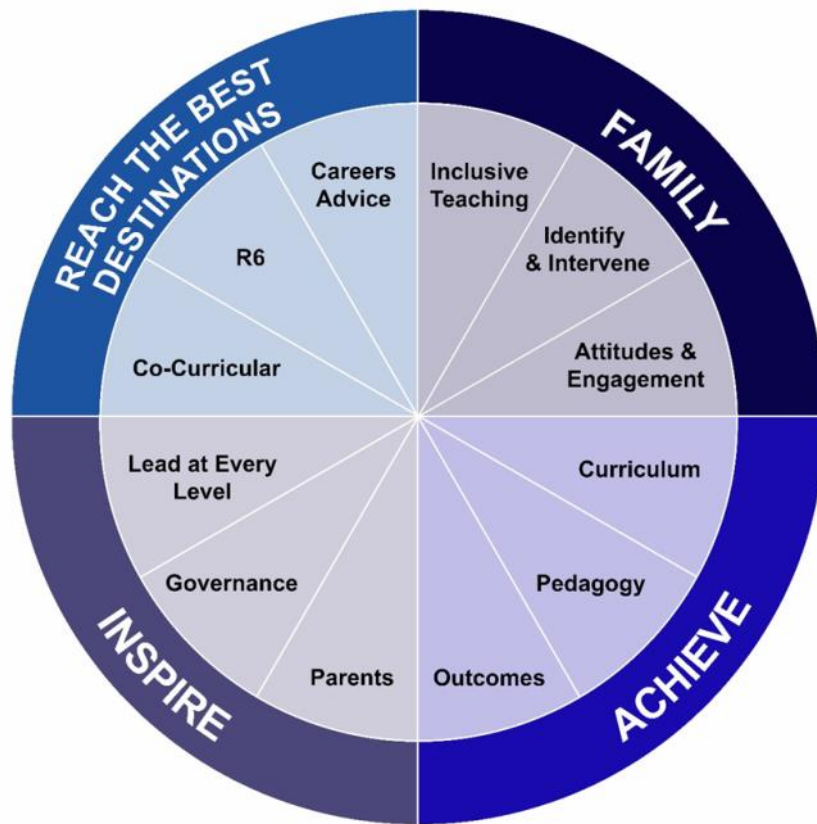 REACH THE BEST
DESTINATIONS
Careers
Advice
R6
Co-Curricular
FAMILY
Inclusive
Teaching
Identify
& Intervene
Attitudes &
Engagement
ACHIEVE
Curriculum
Pedagogy
Outcomes
INSPIRE
Lead at Every
Level
Governance
Parents